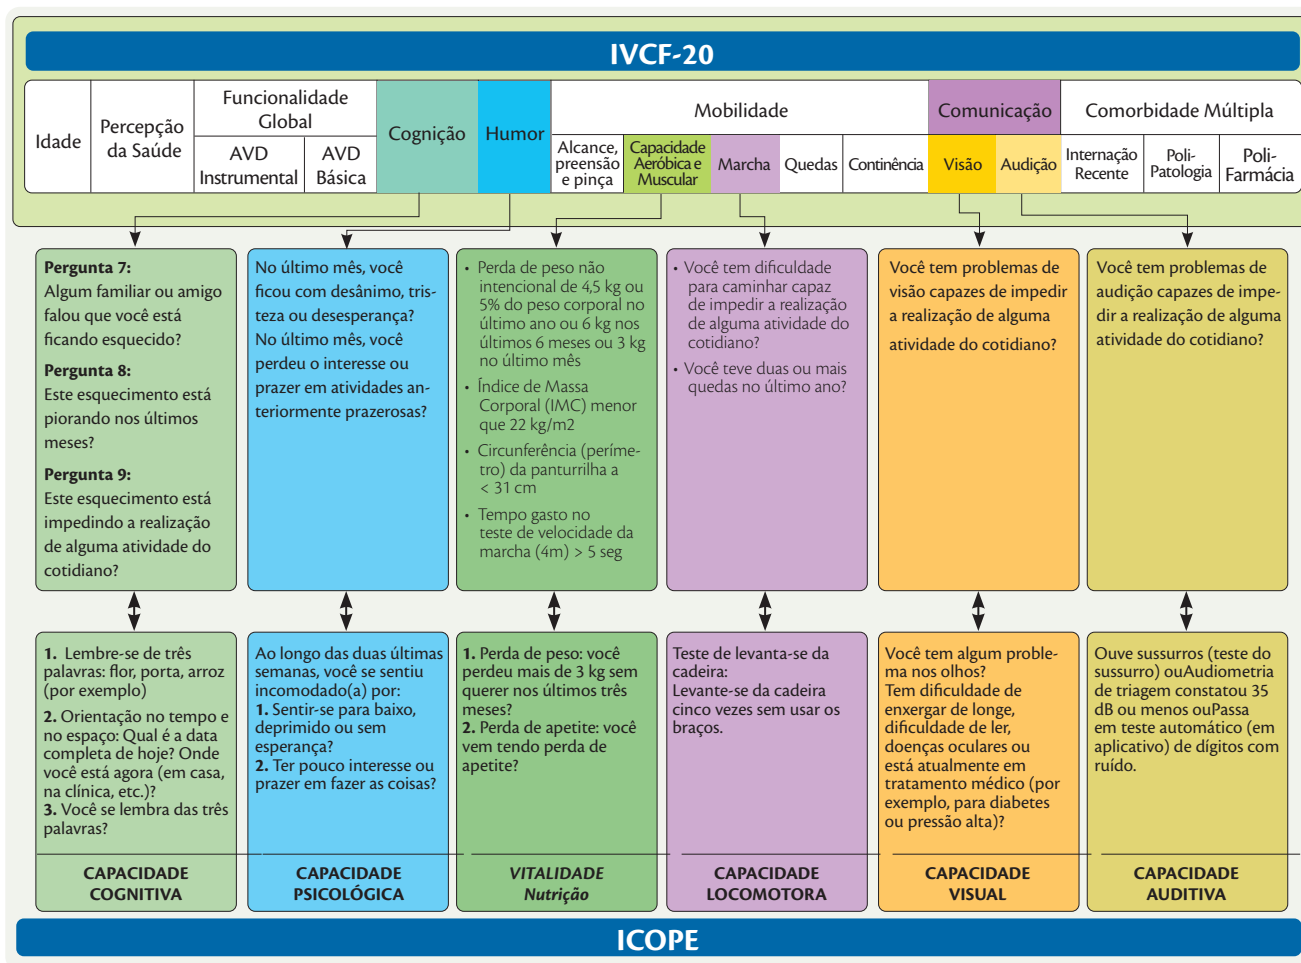 IVCF-20
Idade
Percepção
da Saúde
Funcionalidade
Global
AVD
Instrumental
AVD
Básica
Cognição
Humor
Mobilidade
Alcance,
preensão
e pinça
Capacidade
Aeróbica e
Muscular
Marcha
Quedas
Continência
Comunicação
Visão
Audição
Comorbidade Múltipla
Internação
Recente
Poli-
Patologia
Poli-
Farmácia
Pergunta 7:
Algum familiar ou amigo
falou que você está
ficando esquecido?
Pergunta 8:
Este esquecimento está
piorando nos últimos
meses?
Pergunta 9:
Este esquecimento está
impedindo a realização
de alguma atividade do
cotidiano?
No último mês, você
ficou com desânimo, tris-
teza ou desesperança?
No último mês, você
perdeu o interesse ou
prazer em atividades an-
teriormente prazerosas?
• Perda de peso não
intencional de 4,5 kg ou
5% do peso corporal no
último ano ou 6 kg nos
últimos 6 meses ou 3 kg
no último mês
• Índice de Massa
Corporal (IMC) menor
que 22 kg/m2
• Circunferência (períme-
tro) da panturrilha a
< 31 cm
• Tempo gasto no
teste de velocidade da
marcha (4m) > 5 seg
• Você tem dificuldade
para caminhar capaz
de impedir a realização
de alguma atividade do
cotidiano?
• Você teve duas ou mais
quedas no último ano?
Você tem problemas de
visão capazes de impedir
a realização de alguma
atividade do cotidiano?
Você tem problemas de
audição capazes de impe-
dir a realização de alguma
atividade do cotidiano?
1. Lembre-se de três
palavras: flor, porta, arroz
(por exemplo)
2. Orientação no tempo e
no espaço: Qual é a data
completa de hoje? Onde
você está agora (em casa,
na clínica, etc.)?
3. Você se lembra das três
palavras?
CAPACIDADE
COGNITIVA
Ao longo das duas últimas
semanas, você se sentiu
incomodado(a) por:
1. Sentir-se para baixo,
deprimido ou sem
esperança?
2. Ter pouco interesse ou
prazer em fazer as coisas?
CAPACIDADE
PSICOLÓGICA
1. Perda de peso: você
perdeu mais de 3 kg sem
querer nos últimos três
meses?
2. Perda de apetite: você
vem tendo perda de
apetite?
VITALIDADE
Nutrição
Teste de levanta-se da
cadeira:
Levante-se da cadeira
cinco vezes sem usar os
braços.
CAPACIDADE
LOCOMOTORA
Você tem algum proble-
ma nos olhos?
Tem dificuldade de
enxergar de longe,
dificuldade de ler,
doenças oculares ou
está atualmente em
tratamento médico (por
exemplo, para diabetes
ou pressão alta)?
CAPACIDADE
VISUAL
Ouve sussurros (teste do
sussurro) ouAudiometria
de triagem constatou 35
dB ou menos ouPassa
em teste automático (em
aplicativo) de dígitos com
ruído.
CAPACIDADE
AUDITIVA
ICOPE